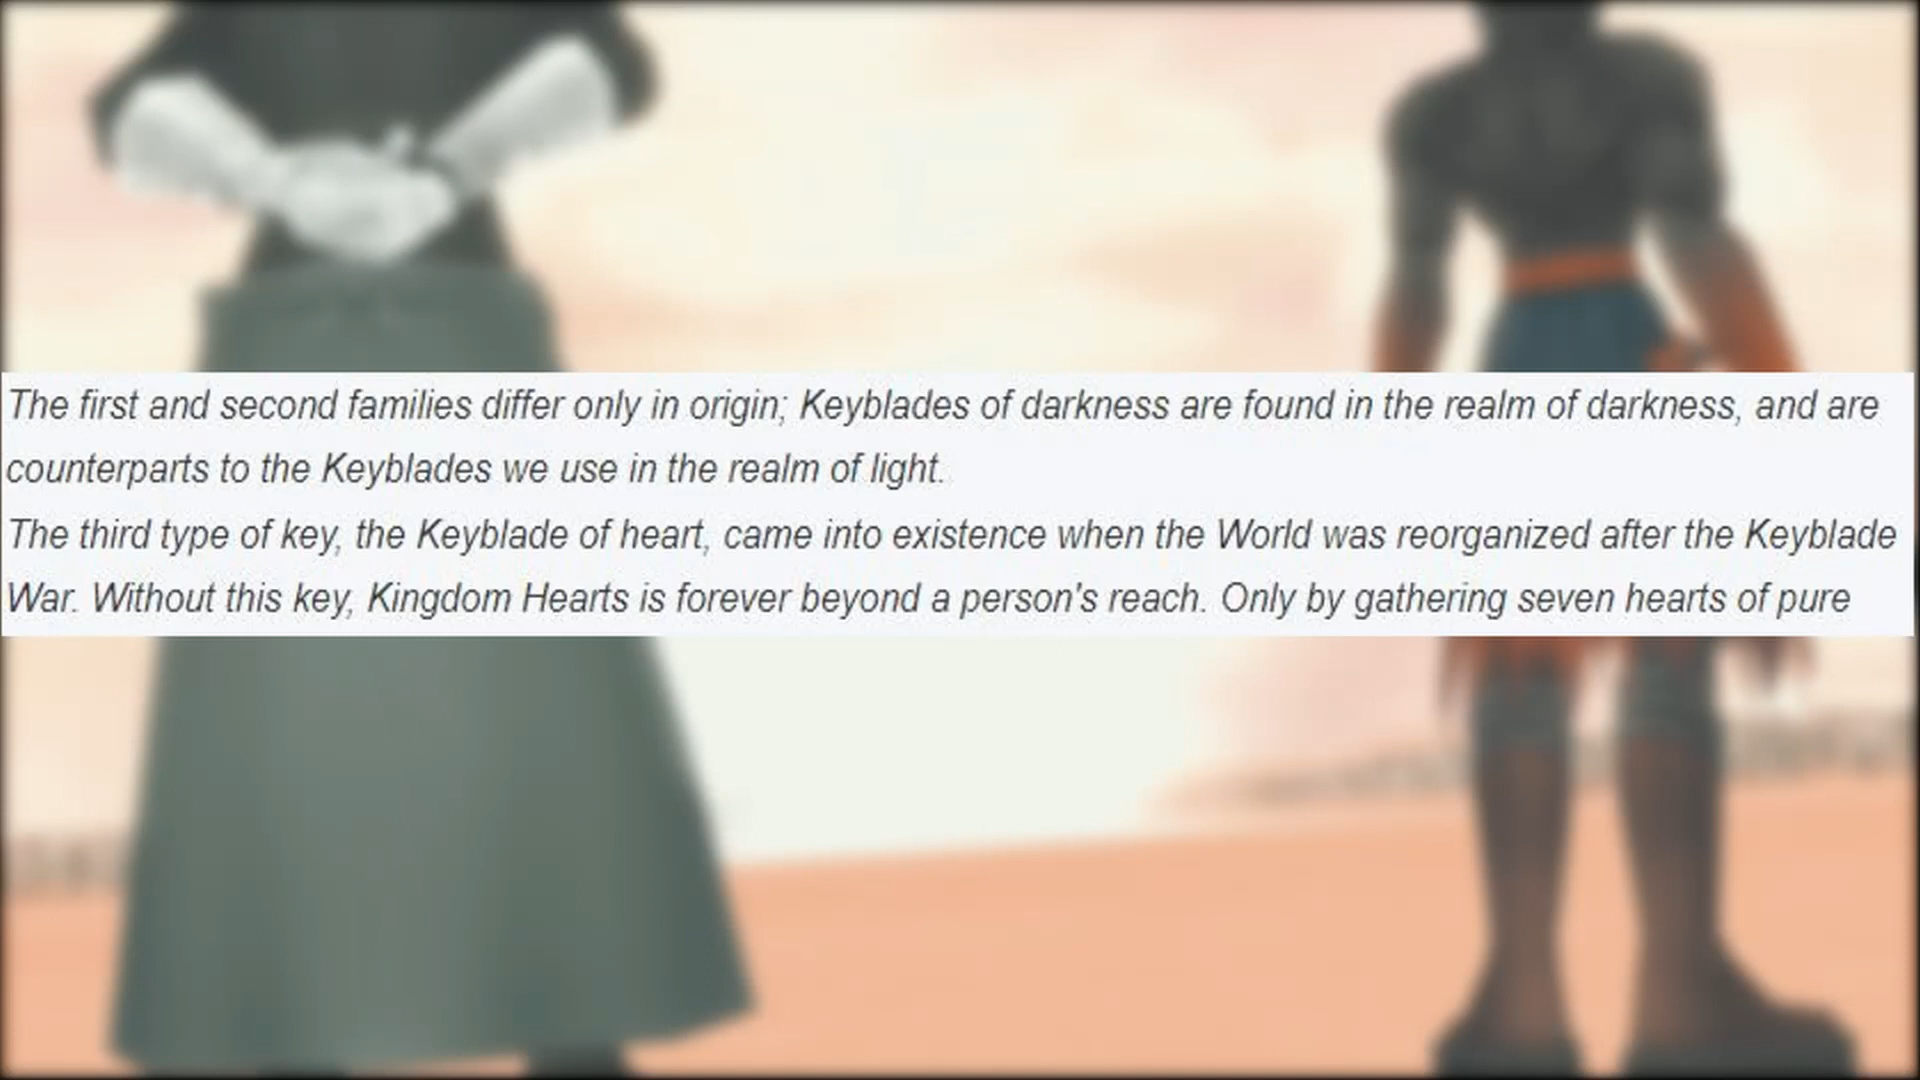 The first and second families differ only in origin; Keyblades of darkness are found in the realm of darkness, and are
counterparts to the Keyblades we use in the realm of light.
The third type of key, the Keyblade of heart, came into existence when the World was reorganized after the Keyblade
War. Without this key, Kingdom Hearts is forever beyond a person's reach. Only by gathering seven hearts of pure